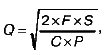 Q = √((2×F×S)/(C×P)),